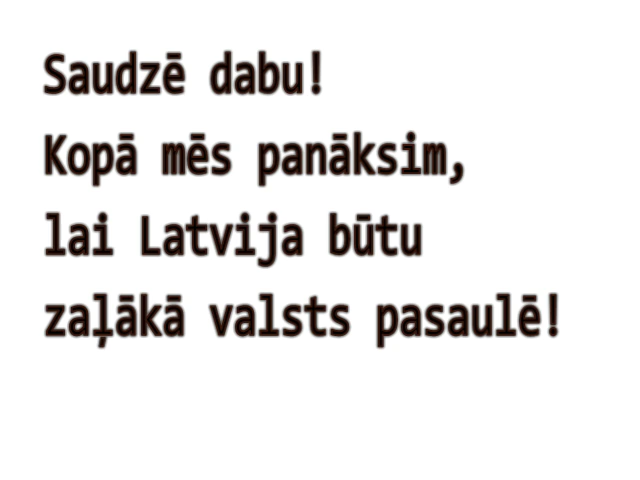 Saudzē dabu!
Kopā mēs panāksim,
lai Latvija būtu
zaļākā valsts pasaulē!